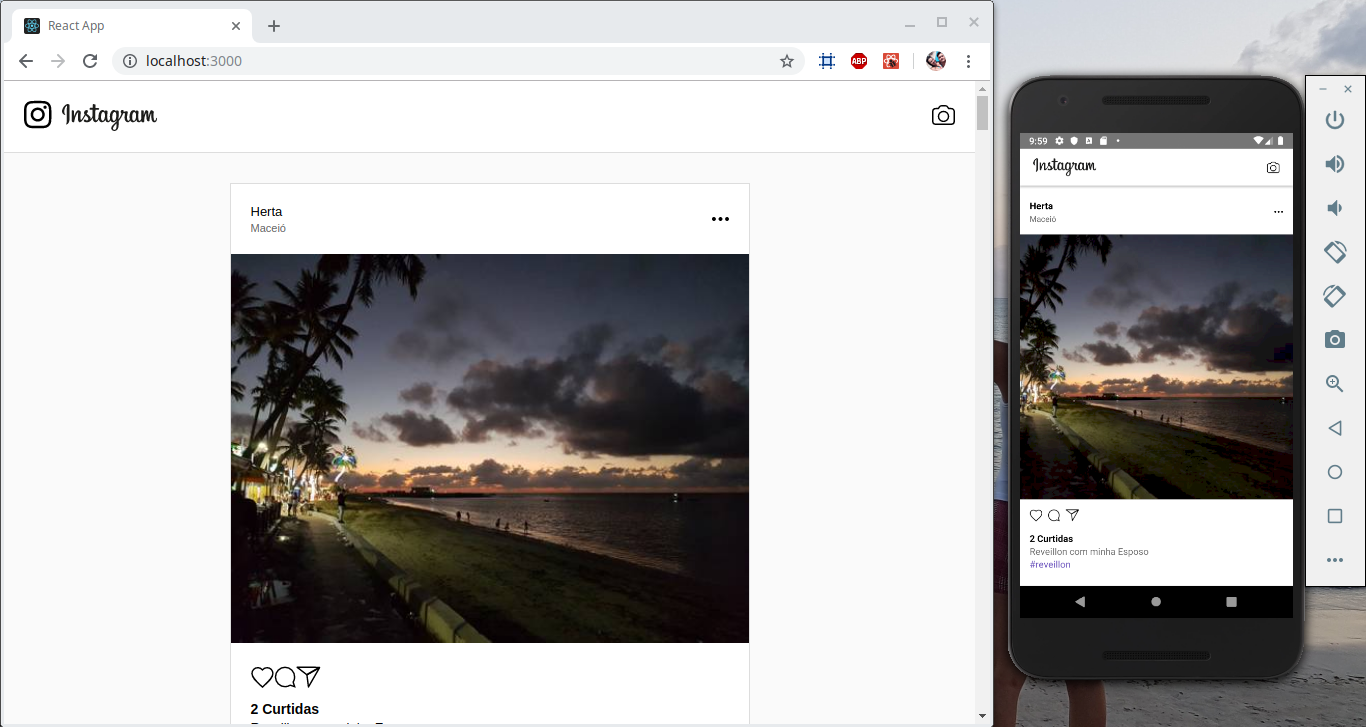 React App
localhost:3000
ABP
Instagram
Herta
Maceió
2 Curtidas
9:59
Instagram
Herta
Maceió
2 Curtidas
Reveillon com minha Esposo
#reveillon